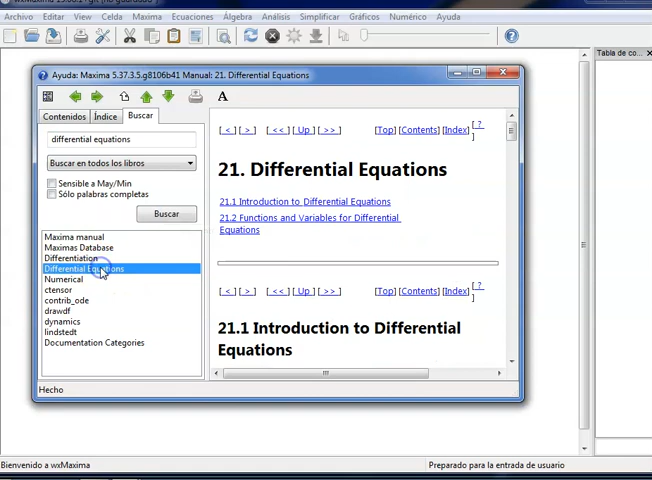 Archivo Editar View Celda Maxima Ecuaciones Álgebra Análisis Simplificar Gráficos Numérico Ayuda
Tabla de co...
Ayuda: Maxima 5.37.3.5.g8106b41 Manual: 21. Differential Equations
A
Contenidos Índice Buscar
differential equations
Buscar en todos los libros
Sensible a May/Min
Sólo palabras completas
Buscar
Maxima manual
Maximas Database
Differentiation
Differential Equations
Numerical
ctensor
contrib_ode
drawdf
dynamics
lindstedt
Documentation Categories
[ < ] [ > ] [ << ] [ Up ] [ >> ] [Top] [Contents] [Index] [ ?
]
21. Differential Equations
21.1 Introduction to Differential Equations
21.2 Functions and Variables for Differential
Equations
[ < ] [ > ] [ << ] [ Up ] [ >> ] [Top] [Contents] [Index] [ ?
]
21.1 Introduction to Differential
Equations
Hecho
Bienvenido a wxMaxima Preparado para la entrada de usuario